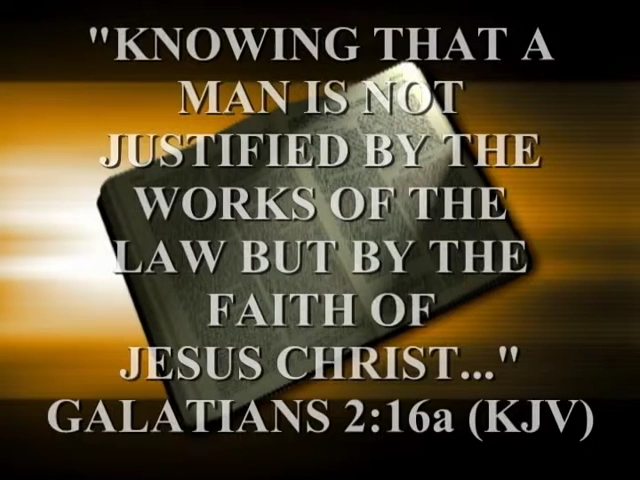 "KNOWING THAT A
MAN IS NOT
JUSTIFIED BY THE
WORKS OF THE
LAW BUT BY THE
FAITH OF
JESUS CHRIST..."
GALATIANS 2:16a (KJV)